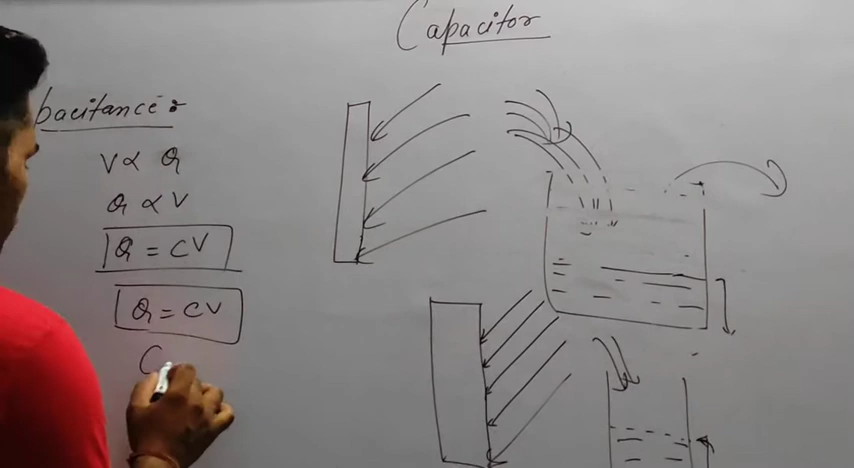 Capacitor
pacitance :
V ∝ Q
Q ∝ V
Q = CV
Q = CV
C